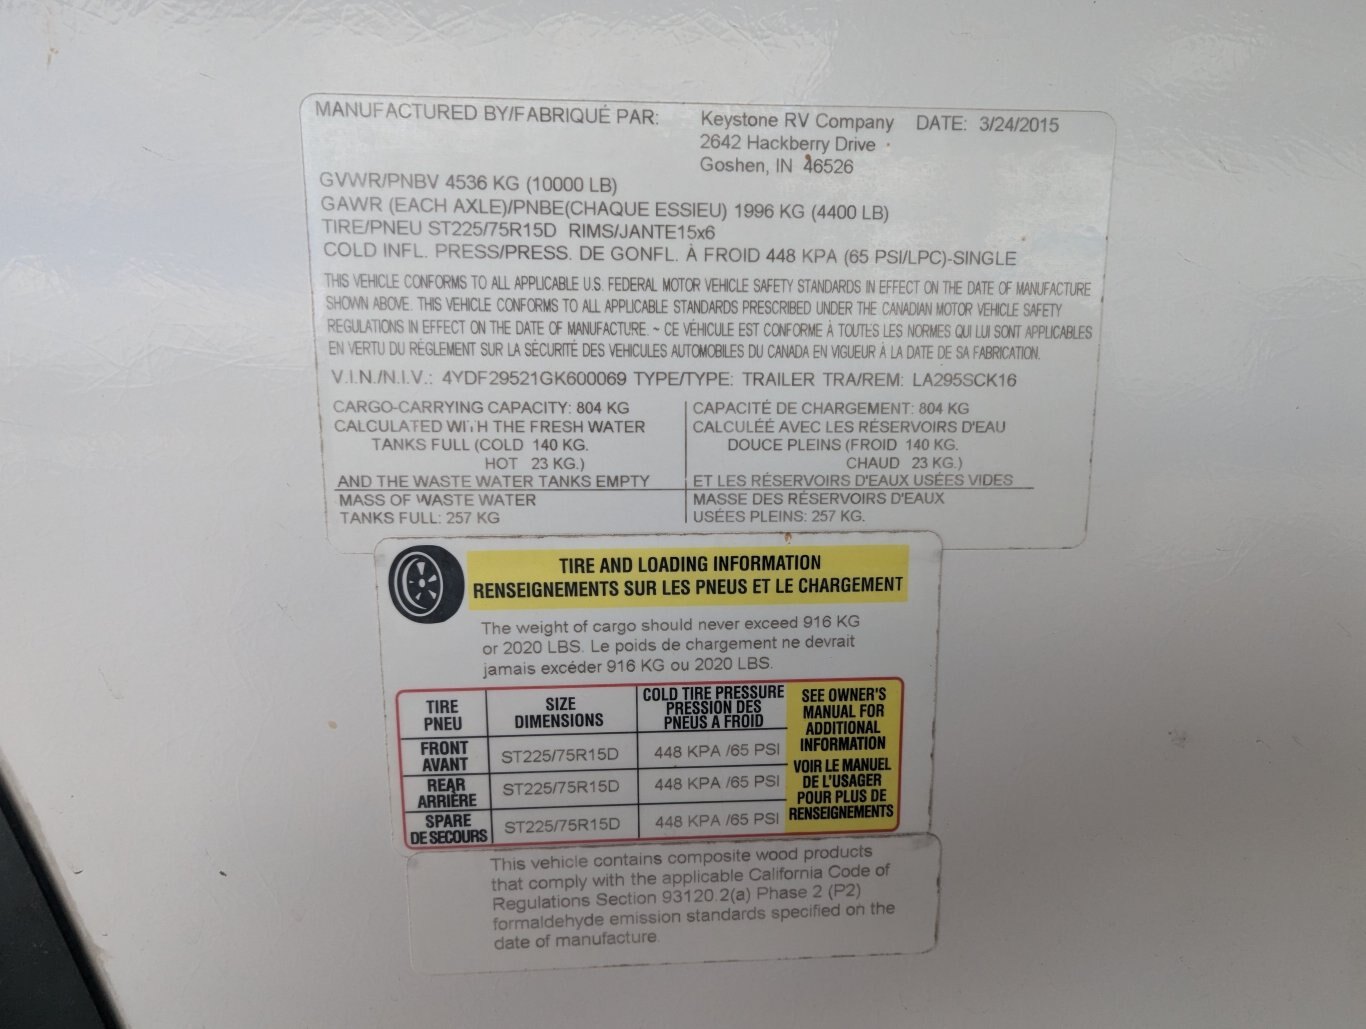 MANUFACTURED BY/FABRIQUÉ PAR: Keystone RV Company DATE: 3/24/2015
2642 Hackberry Drive
Goshen, IN 46526
GVWR/PNBV 4536 KG (10000 LB)
GAWR (EACH AXLE)/PNBE(CHAQUE ESSIEU) 1996 KG (4400 LB)
TIRE/PNEU ST225/75R15D RIMS/JANTE15x6
COLD INFL. PRESS/PRESS. DE GONFL. À FROID 448 KPA (65 PSI/LPC)-SINGLE
THIS VEHICLE CONFORMS TO ALL APPLICABLE U.S. FEDERAL MOTOR VEHICLE SAFETY STANDARDS IN EFFECT ON THE DATE OF MANUFACTURE
SHOWN ABOVE. THIS VEHICLE CONFORMS TO ALL APPLICABLE STANDARDS PRESCRIBED UNDER THE CANADIAN MOTOR VEHICLE SAFETY
REGULATIONS IN EFFECT ON THE DATE OF MANUFACTURE. ~ CE VÉHICULE EST CONFORME À TOUTES LES NORMES QUI LUI SONT APPLICABLES
EN VERTU DU RÉGLEMENT SUR LA SÉCURITÉ DES VEHICULES AUTOMOBILES DU CANADA EN VIGUEUR À LA DATE DE SA FABRICATION.
V.I.N./N.I.V.: 4YDF29521GK600069 TYPE/TYPE: TRAILER TRA/REM: LA295SCK16
CARGO-CARRYING CAPACITY: 804 KG
CALCULATED WITH THE FRESH WATER
TANKS FULL (COLD 140 KG.
HOT 23 KG.)
AND THE WASTE WATER TANKS EMPTY
MASS OF WASTE WATER
TANKS FULL: 257 KG
CAPACITÉ DE CHARGEMENT: 804 KG
CALCULÉE AVEC LES RÉSERVOIRS D'EAU
DOUCE PLEINS (FROID 140 KG.
CHAUD 23 KG.)
ET LES RÉSERVOIRS D'EAUX USÉES VIDES
MASSE DES RÉSERVOIRS D'EAUX
USÉES PLEINS: 257 KG.
TIRE AND LOADING INFORMATION
RENSEIGNEMENTS SUR LES PNEUS ET LE CHARGEMENT
The weight of cargo should never exceed 916 KG
or 2020 LBS. Le poids de chargement ne devrait
jamais excéder 916 KG ou 2020 LBS.
TIRE
PNEU
SIZE
DIMENSIONS
COLD TIRE PRESSURE
PRESSION DES
PNEUS A FROID
FRONT
AVANT
ST225/75R15D
448 KPA /65 PSI
REAR
ARRIÈRE
ST225/75R15D
448 KPA /65 PSI
SPARE
DE SECOURS
ST225/75R15D
448 KPA /65 PSI
SEE OWNER'S
MANUAL FOR
ADDITIONAL
INFORMATION
VOIR LE MANUEL
DE L'USAGER
POUR PLUS DE
RENSEIGNEMENTS
This vehicle contains composite wood products
that comply with the applicable California Code of
Regulations Section 93120.2(a) Phase 2 (P2)
formaldehyde emission standards specified on the
date of manufacture.